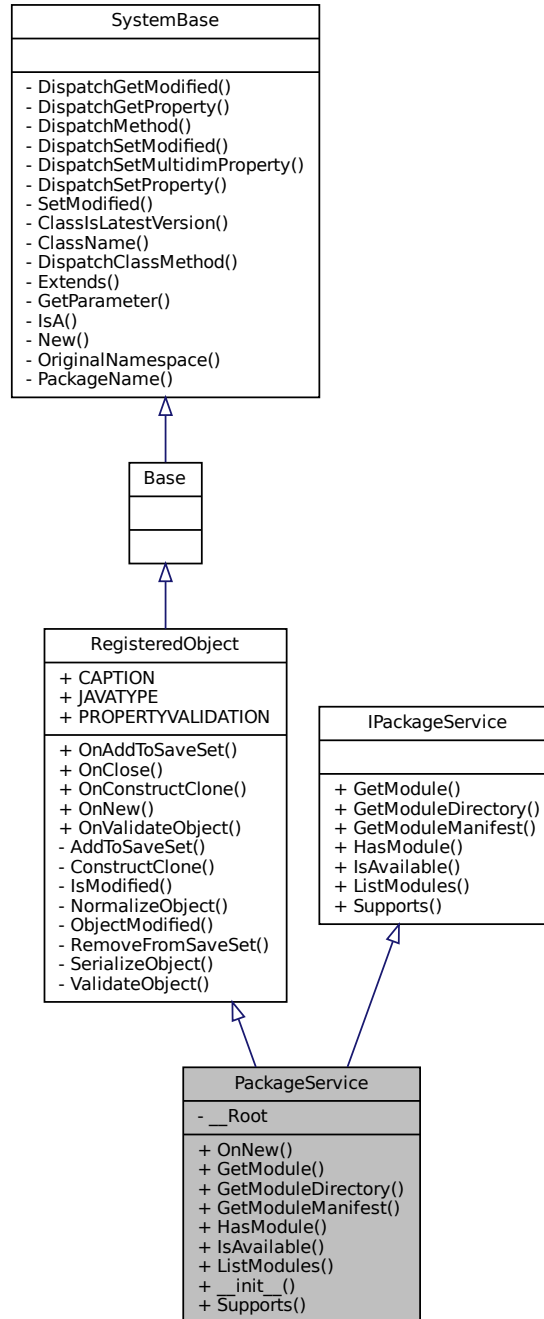 SystemBase
- DispatchGetModified()
- DispatchGetProperty()
- DispatchMethod()
- DispatchSetModified()
- DispatchSetMultidimProperty()
- DispatchSetProperty()
- SetModified()
- ClassIsLatestVersion()
- ClassName()
- DispatchClassMethod()
- Extends()
- GetParameter()
- IsA()
- New()
- OriginalNamespace()
- PackageName()
Base
RegisteredObject
+ CAPTION
+ JAVATYPE
+ PROPERTYVALIDATION
+ OnAddToSaveSet()
+ OnClose()
+ OnConstructClone()
+ OnNew()
+ OnValidateObject()
- AddToSaveSet()
- ConstructClone()
- IsModified()
- NormalizeObject()
- ObjectModified()
- RemoveFromSaveSet()
- SerializeObject()
- ValidateObject()
IPackageService
+ GetModule()
+ GetModuleDirectory()
+ GetModuleManifest()
+ HasModule()
+ IsAvailable()
+ ListModules()
+ Supports()
PackageService
- __Root
+ OnNew()
+ GetModule()
+ GetModuleDirectory()
+ GetModuleManifest()
+ HasModule()
+ IsAvailable()
+ ListModules()
+ __init__()
+ Supports()